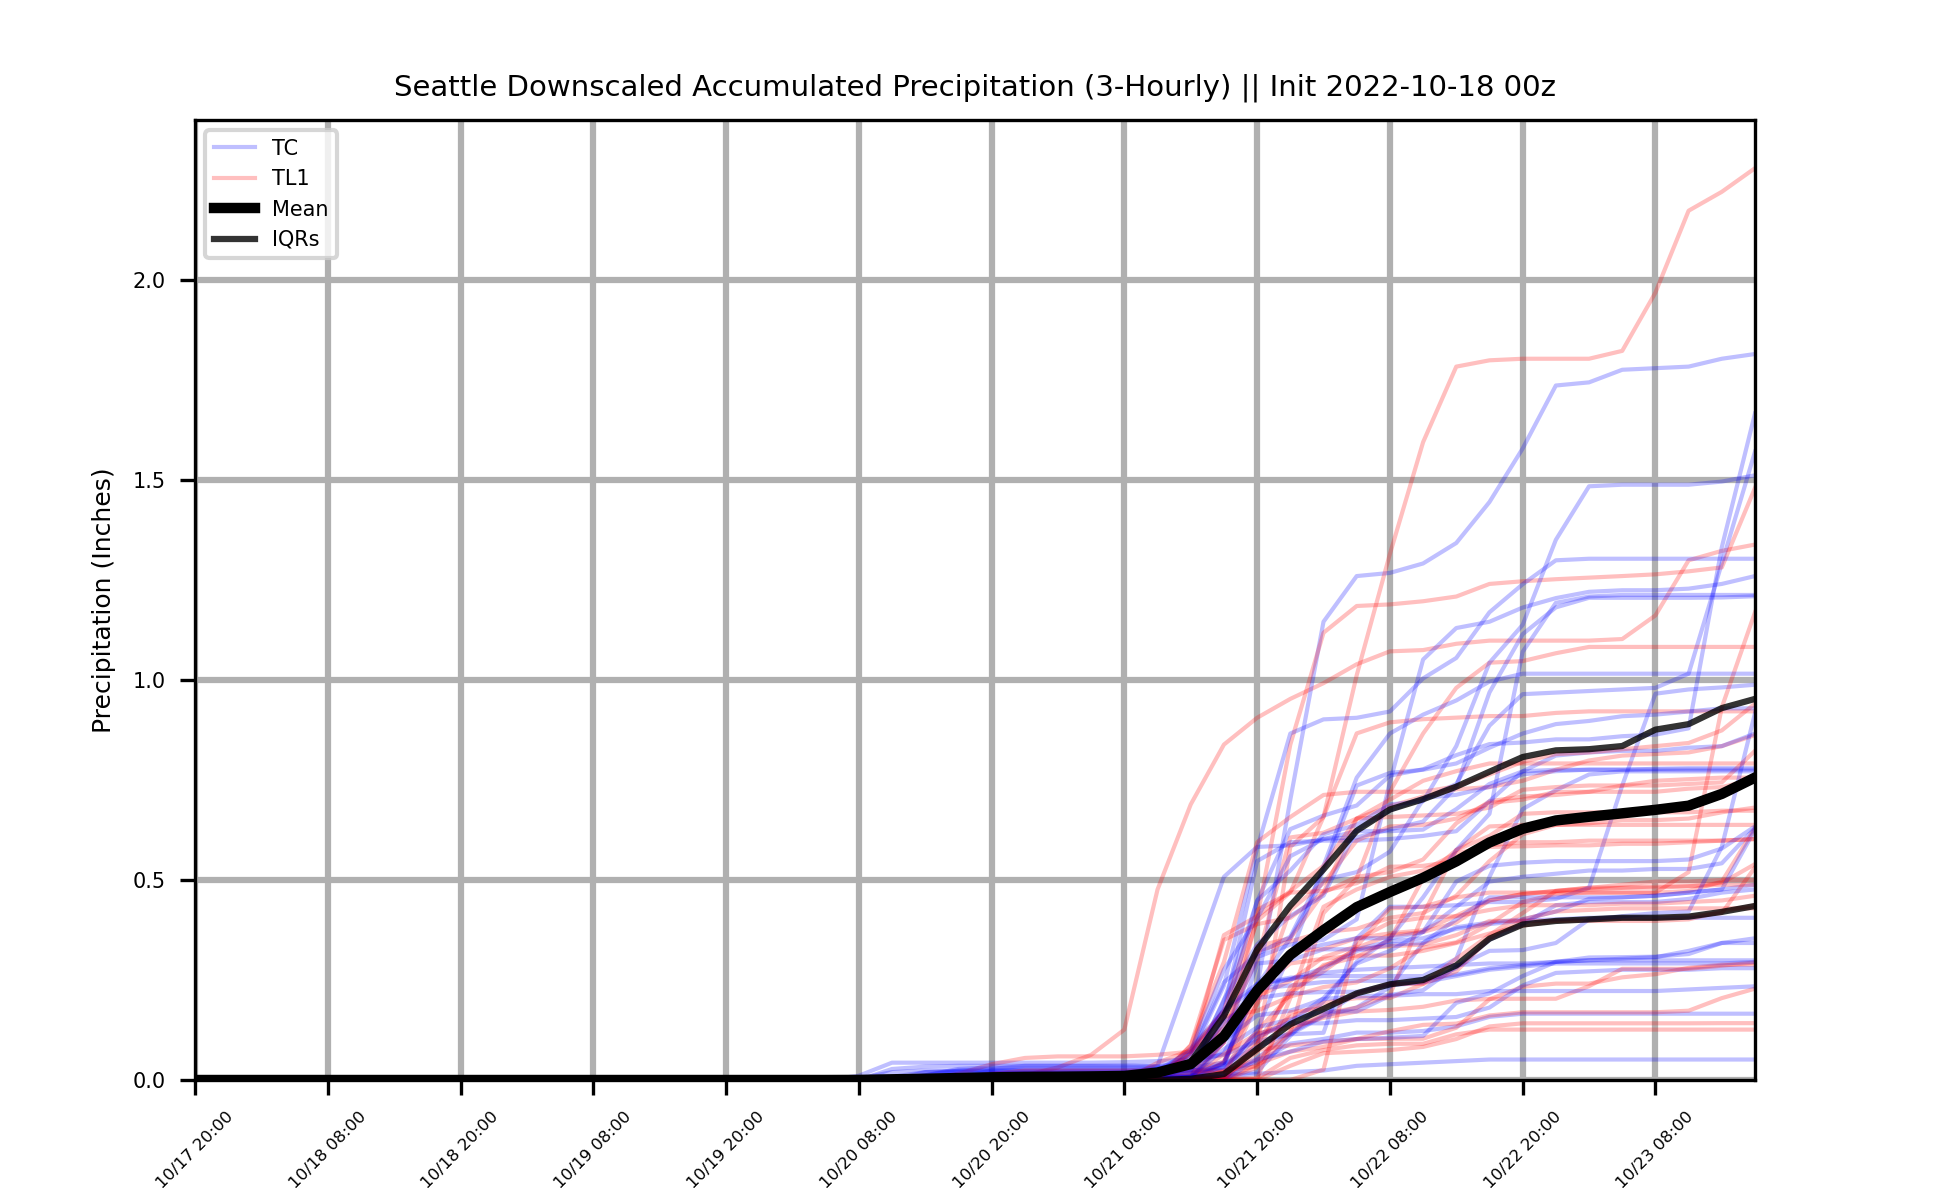 Seattle Downscaled Accumulated Precipitation (3-Hourly) || Init 2022-10-18 00z
TC
TL1
Mean
IQRs
Precipitation (Inches)
2.0
1.5
1.0
0.5
0.0
10/17 20:00
10/18 08:00
10/18 20:00
10/19 08:00
10/19 20:00
10/20 08:00
10/20 20:00
10/21 08:00
10/21 20:00
10/22 08:00
10/22 20:00
10/23 08:00